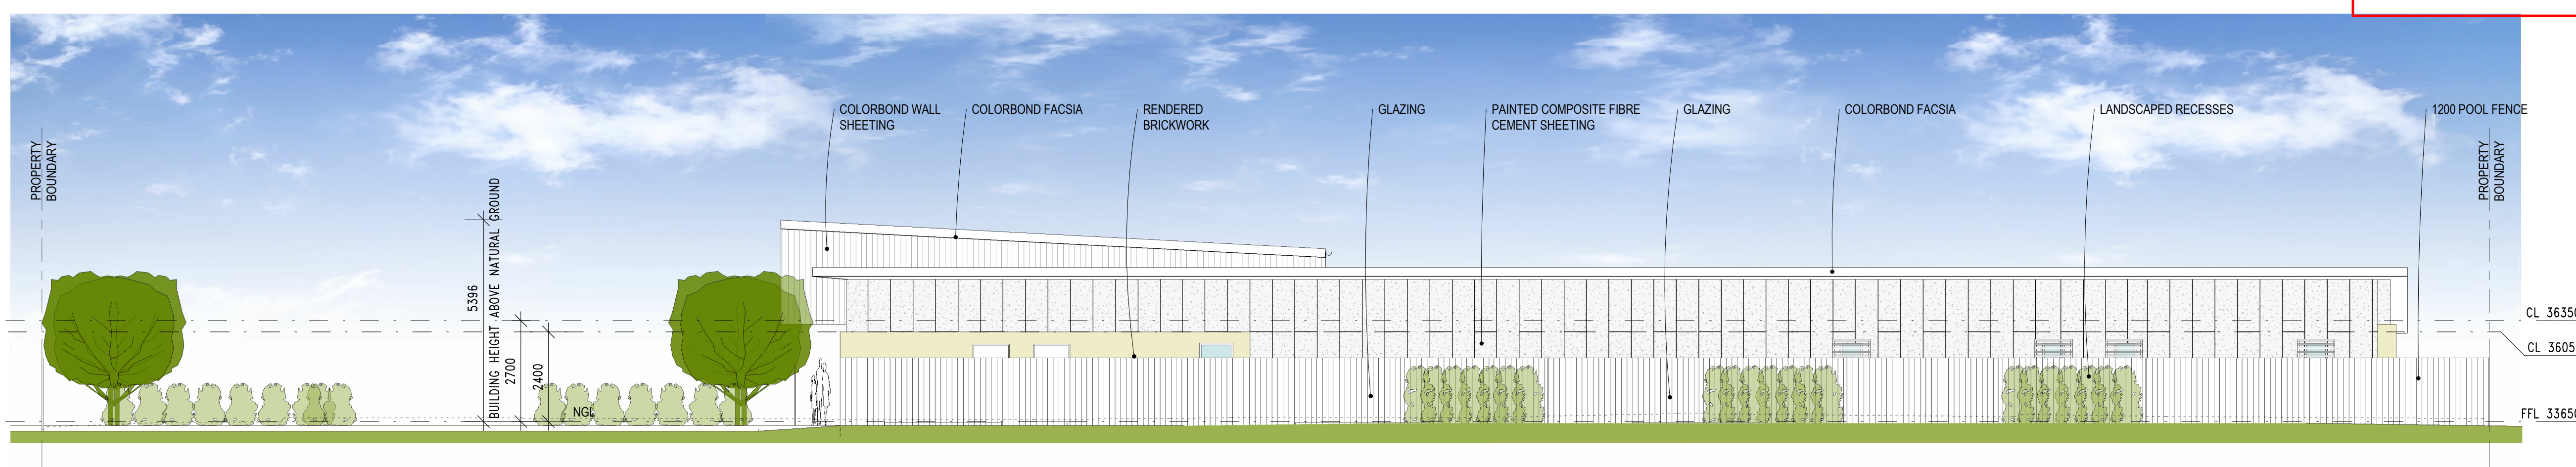 COLORBOND WALL
SHEETING
COLORBOND FACSIA
RENDERED
BRICKWORK
GLAZING
PAINTED COMPOSITE FIBRE
CEMENT SHEETING
GLAZING
COLORBOND FACSIA
LANDSCAPED RECESSES
1200 POOL FENCE
PROPERTY
BOUNDARY
PROPERTY
BOUNDARY
5396
BUILDING HEIGHT ABOVE NATURAL GROUND
2700
2400
NGL
CL 36350
CL 3605
FFL 33650